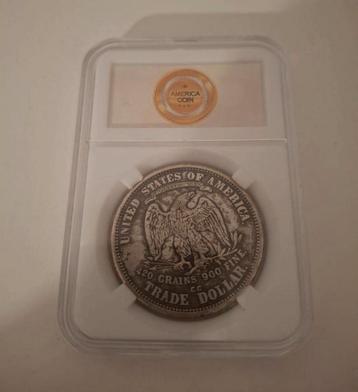 AMERICA
COIN
UNITED STATES OF AMERICA
420 GRAINS 900 FINE.
CC
TRADE DOLLAR